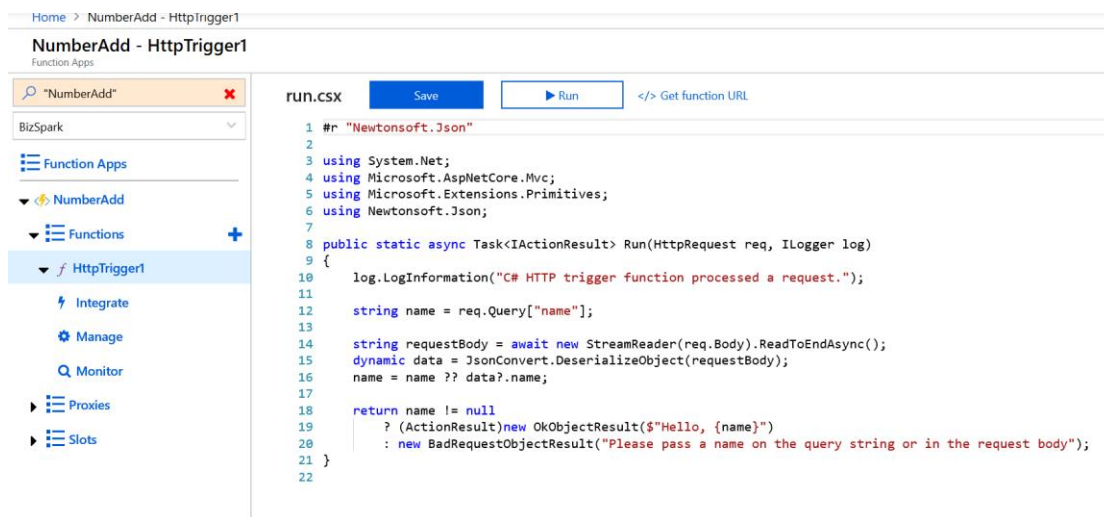 Home > NumberAdd - HttpTrigger1
NumberAdd - HttpTrigger1
Function Apps
"NumberAdd"
BizSpark
Function Apps
NumberAdd
Functions
HttpTrigger1
Integrate
Manage
Monitor
Proxies
Slots
run.csx Save Run </> Get function URL
1 #r "Newtonsoft.Json"
2
3 using System.Net;
4 using Microsoft.AspNetCore.Mvc;
5 using Microsoft.Extensions.Primitives;
6 using Newtonsoft.Json;
7
8 public static async Task<IActionResult> Run(HttpRequest req, ILogger log)
9 {
10     log.LogInformation("C# HTTP trigger function processed a request.");
11
12     string name = req.Query["name"];
13
14     string requestBody = await new StreamReader(req.Body).ReadToEndAsync();
15     dynamic data = JsonConvert.DeserializeObject(requestBody);
16     name = name ?? data?.name;
17
18     return name != null
19         ? (ActionResult)new OkObjectResult($"Hello, {name}")
20         : new BadRequestObjectResult("Please pass a name on the query string or in the request body");
21 }
22